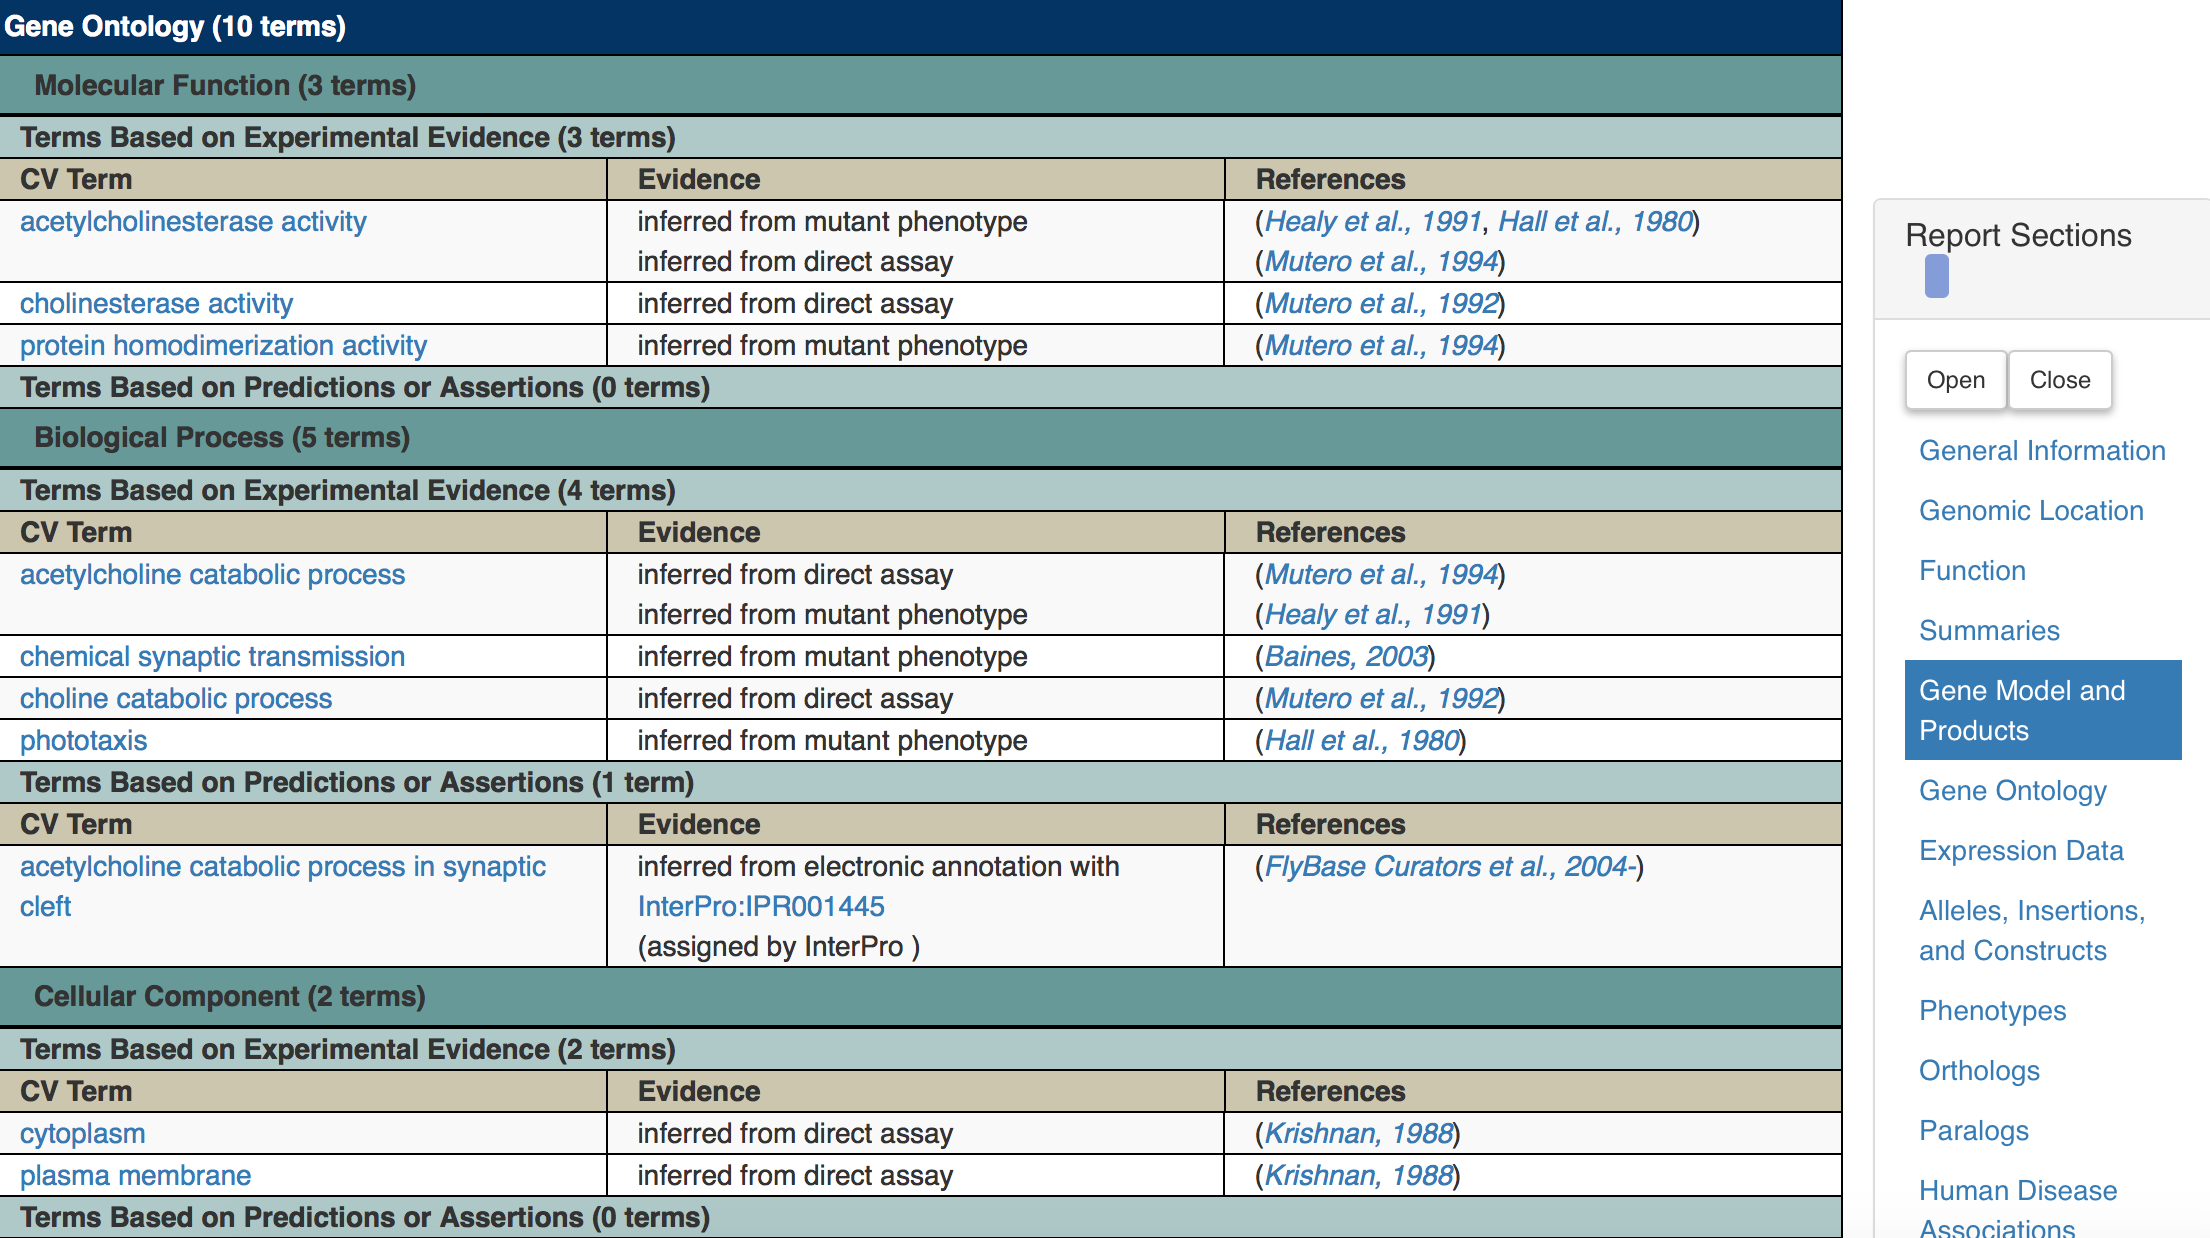 Gene Ontology (10 terms)
Molecular Function (3 terms)
Terms Based on Experimental Evidence (3 terms)
CV Term Evidence References
acetylcholinesterase activity inferred from mutant phenotype (Healy et al., 1991, Hall et al., 1980)
inferred from direct assay (Mutero et al., 1994)
cholinesterase activity inferred from direct assay (Mutero et al., 1992)
protein homodimerization activity inferred from mutant phenotype (Mutero et al., 1994)
Terms Based on Predictions or Assertions (0 terms)
Biological Process (5 terms)
Terms Based on Experimental Evidence (4 terms)
CV Term Evidence References
acetylcholine catabolic process inferred from direct assay (Mutero et al., 1994)
inferred from mutant phenotype (Healy et al., 1991)
chemical synaptic transmission inferred from mutant phenotype (Baines, 2003)
choline catabolic process inferred from direct assay (Mutero et al., 1992)
phototaxis inferred from mutant phenotype (Hall et al., 1980)
Terms Based on Predictions or Assertions (1 term)
CV Term Evidence References
acetylcholine catabolic process in synaptic inferred from electronic annotation with (FlyBase Curators et al., 2004-)
cleft InterPro:IPR001445
(assigned by InterPro )
Cellular Component (2 terms)
Terms Based on Experimental Evidence (2 terms)
CV Term Evidence References
cytoplasm inferred from direct assay (Krishnan, 1988)
plasma membrane inferred from direct assay (Krishnan, 1988)
Terms Based on Predictions or Assertions (0 terms)
Report Sections
Open Close
General Information
Genomic Location
Function
Summaries
Gene Model and
Products
Gene Ontology
Expression Data
Alleles, Insertions,
and Constructs
Phenotypes
Orthologs
Paralogs
Human Disease
Associations